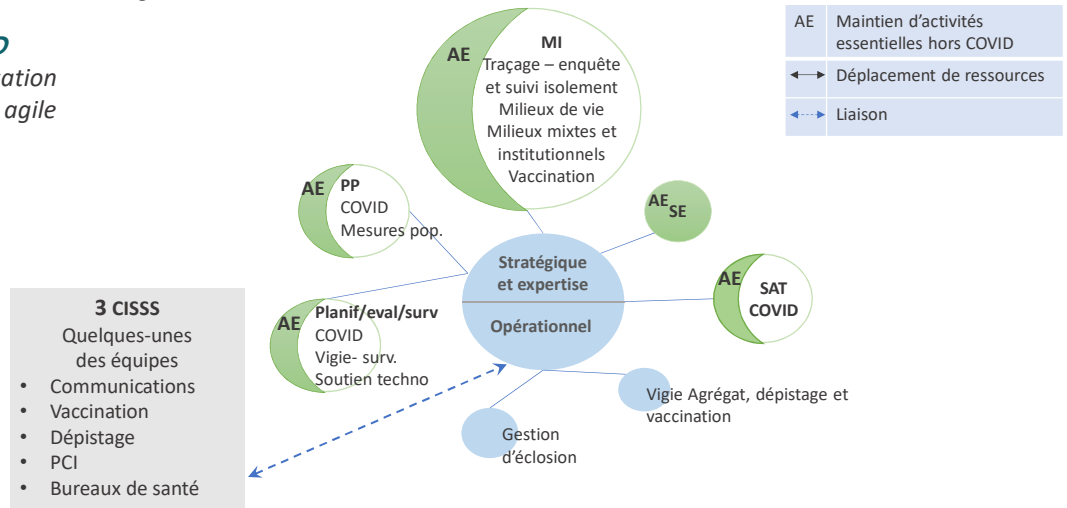 agile
AE
MI
Traçage – enquête
et suivi isolement
Milieux de vie
Milieux mixtes et
institutionnels
Vaccination
AE Maintien d’activités
essentielles hors COVID
Déplacement de ressources
Liaison
AE
PP
COVID
Mesures pop.
AE
SE
Stratégique
et expertise
Opérationnel
AE
SAT
COVID
AE
Planif/eval/surv
COVID
Vigie- surv.
Soutien techno
3 CISSS
Quelques-unes
des équipes
• Communications
• Vaccination
• Dépistage
• PCI
• Bureaux de santé
Gestion
d’éclosion
Vigie Agrégat, dépistage et
vaccination